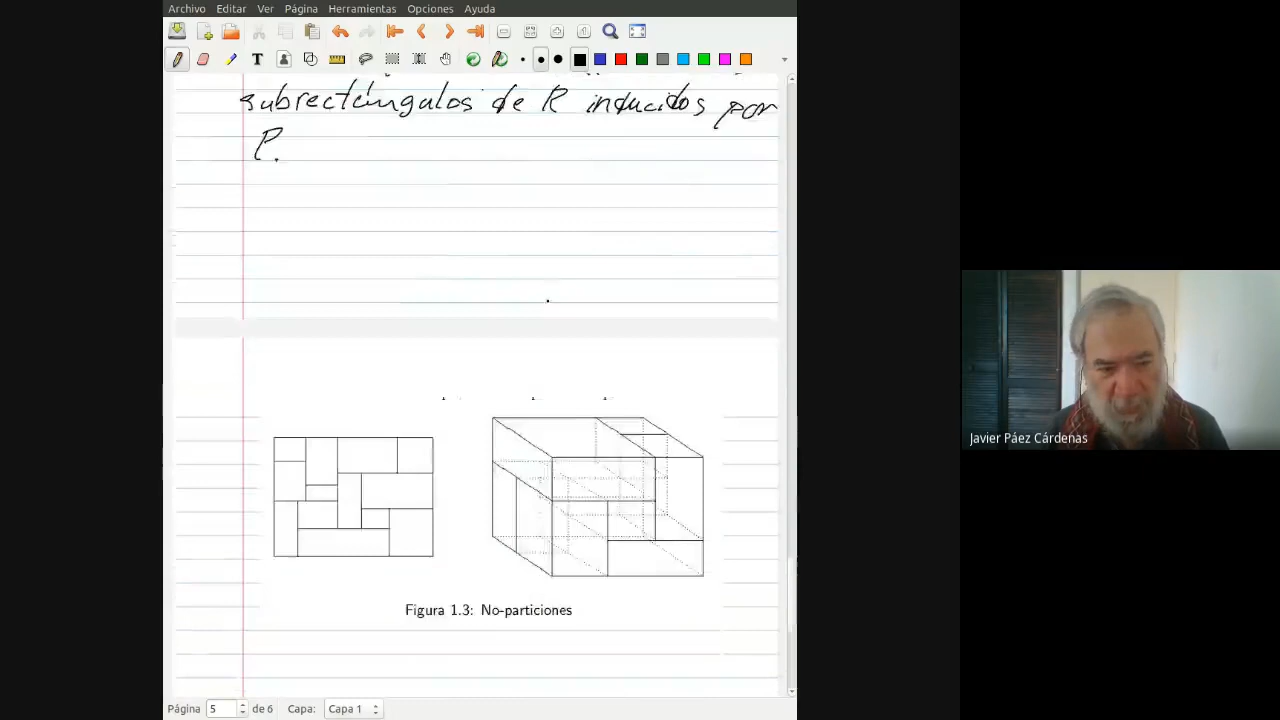 Archivo Editar Ver Página Herramientas Opciones Ayuda
subrectángulos de R inducidos por
P.
Figura 1.3: No-particiones
Javier Páez Cárdenas
Página 5 de 6 Capa: Capa 1